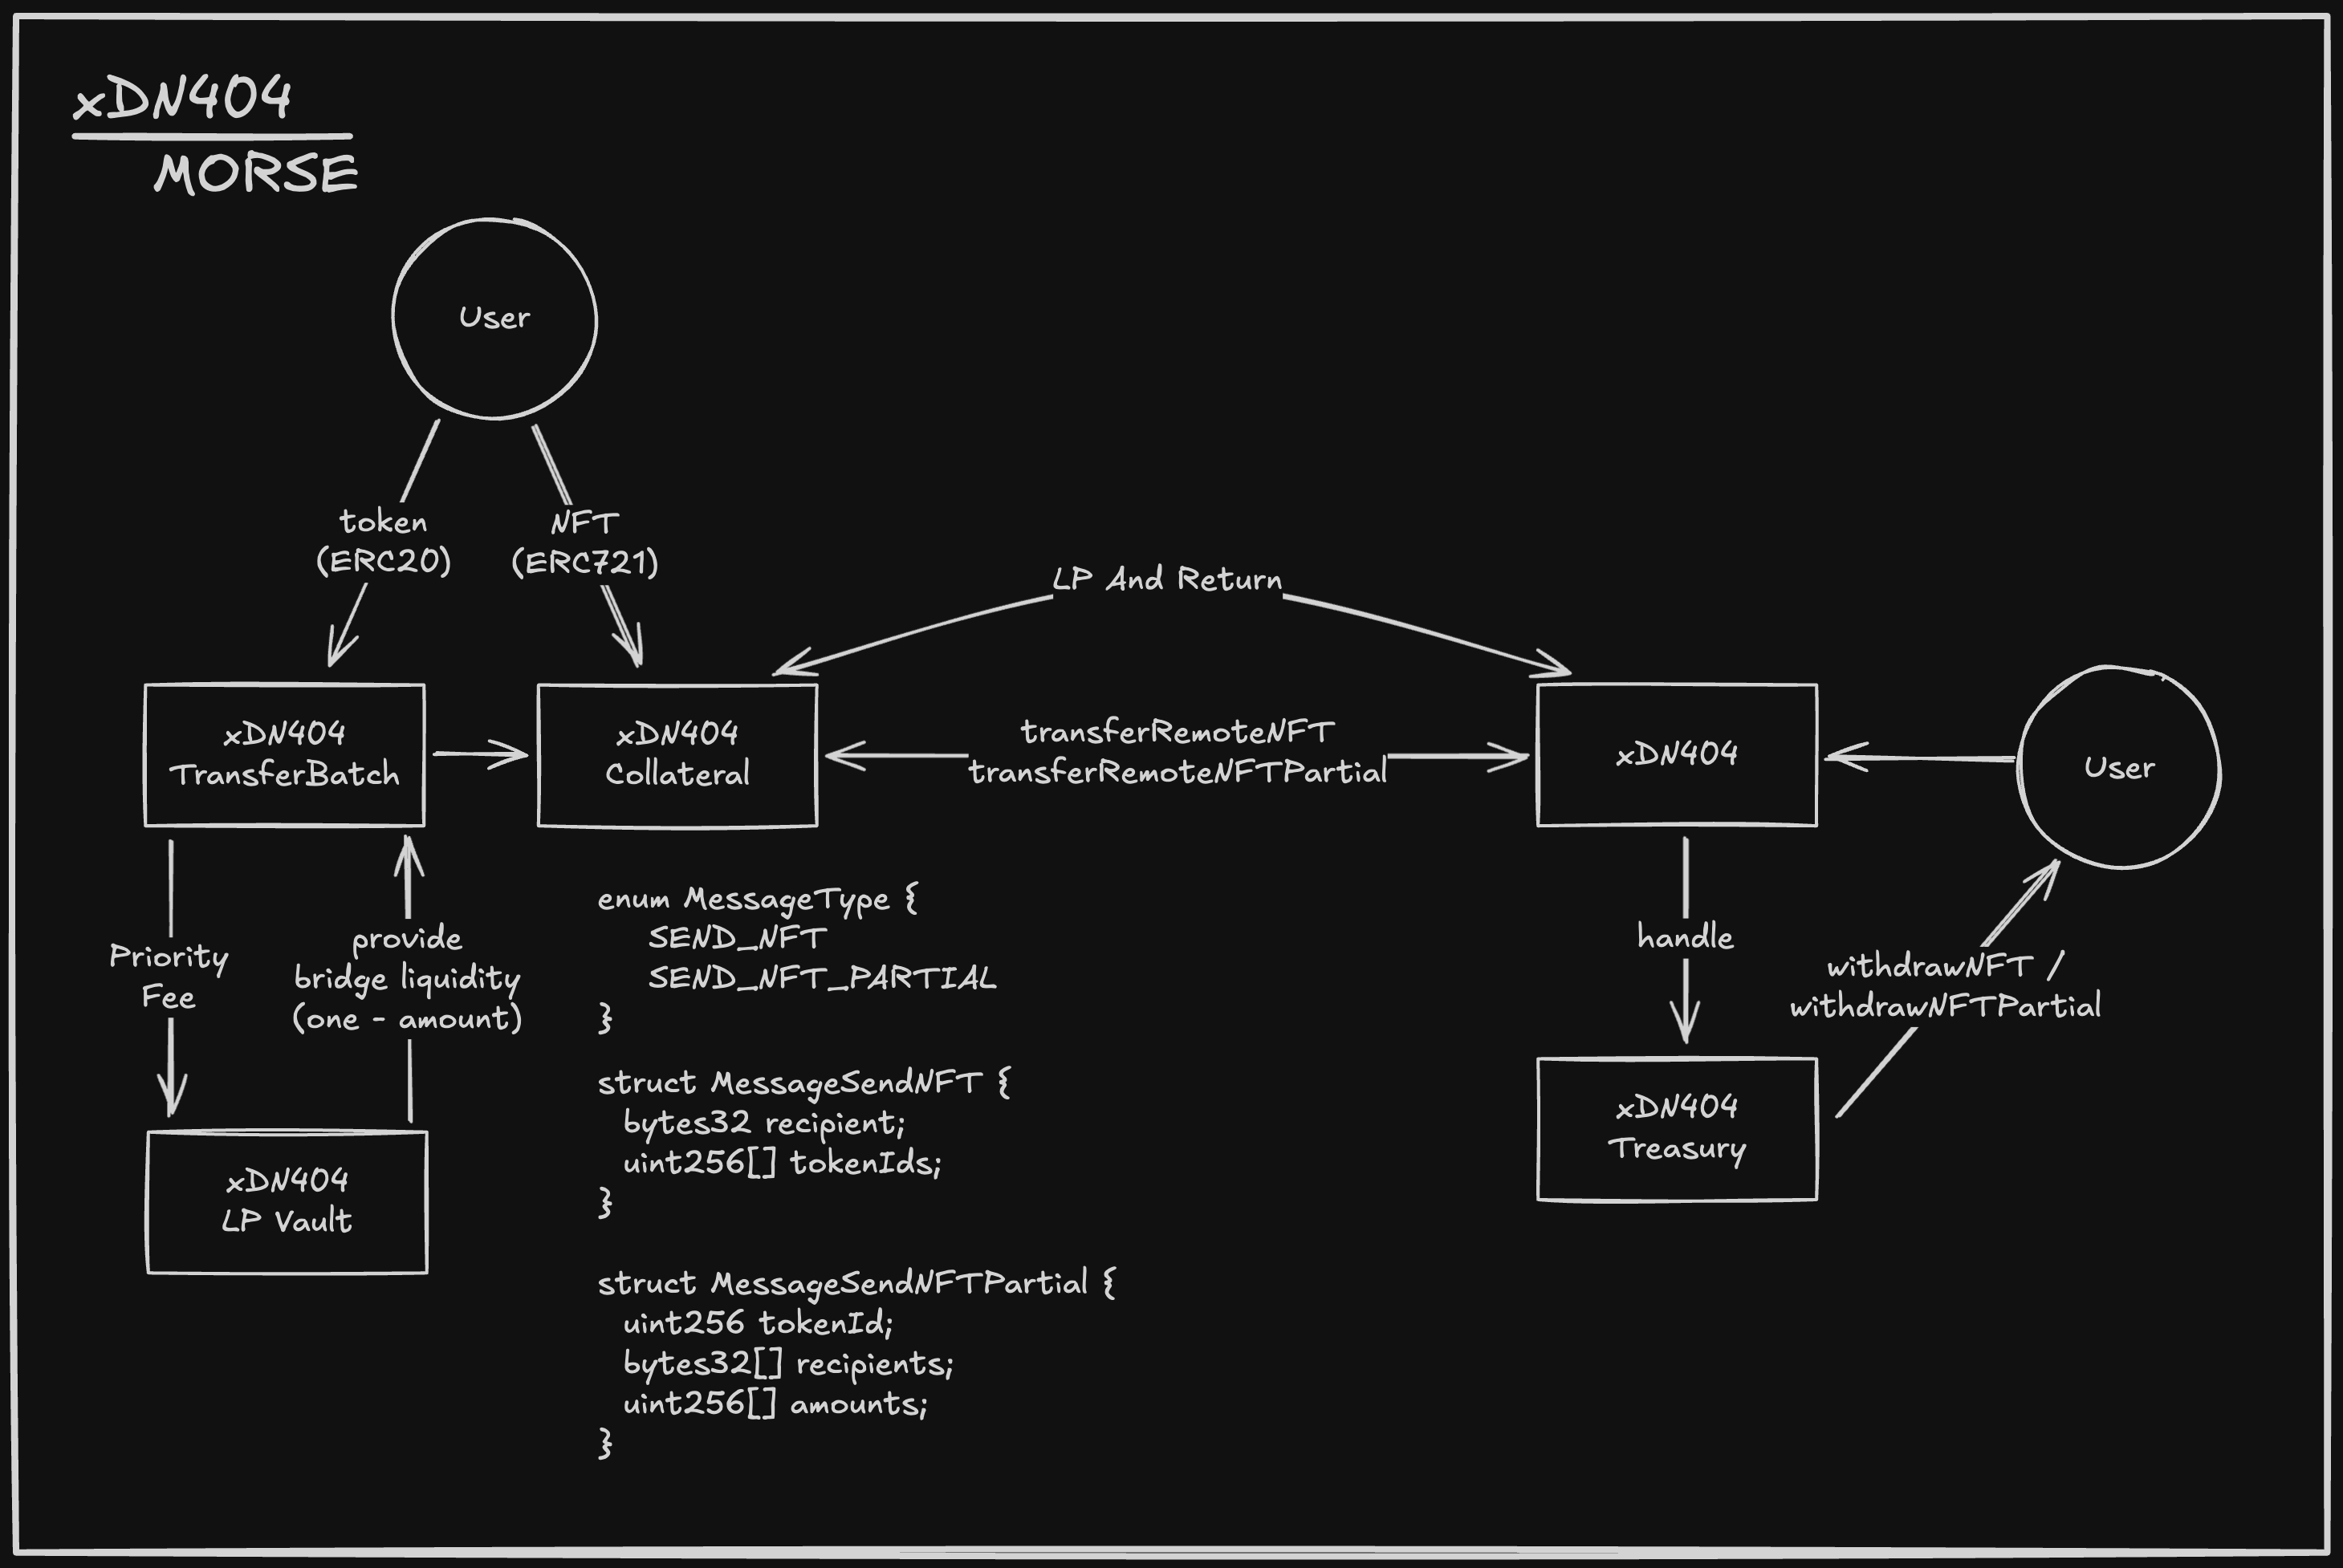 xDN404
MORSE
User
token
(ERC20)
NFT
(ERC721)
LP And Return
xDN404
TransferBatch
xDN404
Collateral
transferRemoteNFT
transferRemoteNFTPartial
xDN404
User
Priority
Fee
provide
bridge liquidity
(one - amount)
enum MessageType {
SEND_NFT
SEND_NFT_PARTIAL
}
struct MessageSendNFT {
bytes32 recipient;
uint256[] tokenIds;
}
struct MessageSendNFTPartial {
uint256 tokenId;
bytes32[] recipients;
uint256[] amounts;
}
handle
withdrawNFT /
withdrawNFTPartial
xDN404
Treasury
xDN404
LP Vault